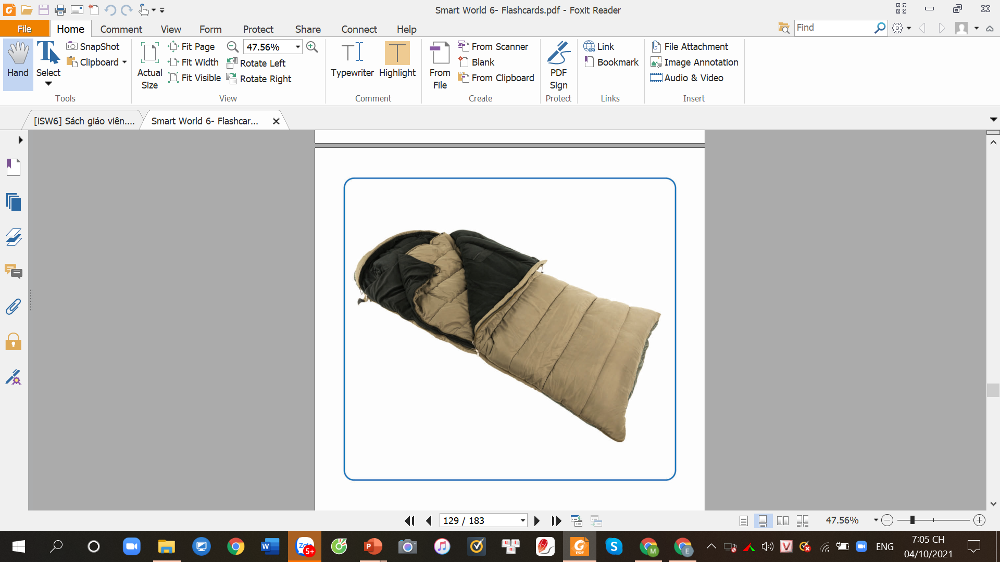 Smart World 6- Flashcards.pdf - Foxit Reader
File Home Comment View Form Protect Share Connect Help Find
Hand
Select
SnapShot
Clipboard
Tools
Actual Size
Fit Page
Fit Width
Fit Visible
47.56%
Rotate Left
Rotate Right
View
Typewriter
Highlight
Comment
From File
From Scanner
Blank
From Clipboard
Create
PDF Sign
Protect
Link
Bookmark
Links
File Attachment
Image Annotation
Audio & Video
Insert
[iSW6] Sách giáo viên.... Smart World 6- Flashcar...
129 / 183
47.56%
Zalo
5+
PDF
M
E
ENG
7:05 CH
04/10/2021